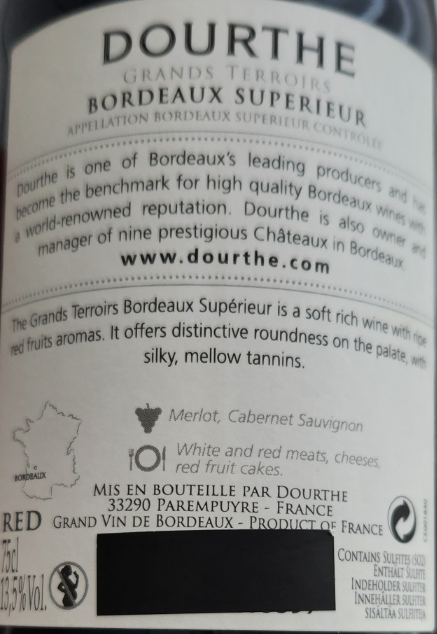 DOURTHE
GRANDS TERROIRS
BORDEAUX SUPERIEUR
APPELLATION BORDEAUX SUPERIEUR CONTRÔLÉE
Dourthe is one of Bordeaux's leading producers and has
become the benchmark for high quality Bordeaux wines with
a world-renowned reputation. Dourthe is also owner and
manager of nine prestigious Châteaux in Bordeaux
www.dourthe.com
The Grands Terroirs Bordeaux Supérieur is a soft rich wine with ripe
red fruits aromas. It offers distinctive roundness on the palate, with
silky, mellow tannins.
Merlot, Cabernet Sauvignon
White and red meats, cheeses,
red fruit cakes.
BORDEAUX
MIS EN BOUTEILLE PAR DOURTHE
33290 PAREMPUYRE - FRANCE
RED GRAND VIN DE BORDEAUX - PRODUCT OF FRANCE
75cl
13,5% Vol.
CONTAINS SULFITES
ENTHÄLT SULFITE
INDEHOLDER SULFITER
INNEHÅLLER SULFITER
SISÄLTÄÄ SULFIITTEJA